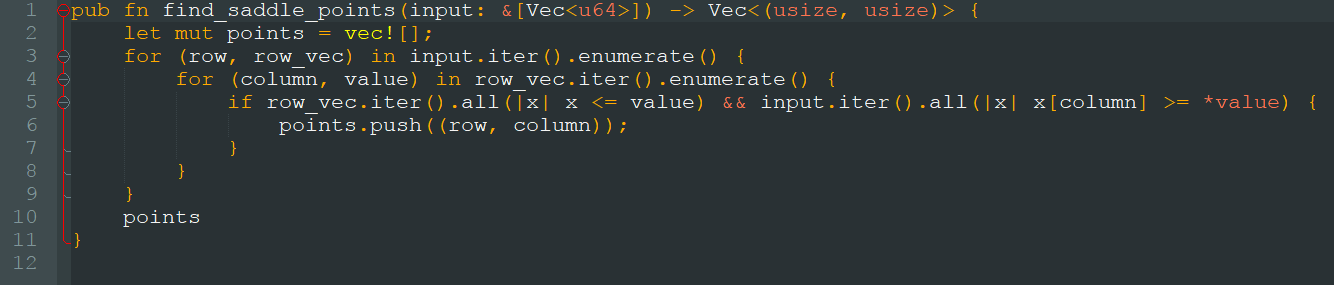 1 pub fn find_saddle_points(input: &[Vec<u64>]) -> Vec<(usize, usize)> {
2     let mut points = vec![];
3     for (row, row_vec) in input.iter().enumerate() {
4         for (column, value) in row_vec.iter().enumerate() {
5             if row_vec.iter().all(|x| x <= value) && input.iter().all(|x| x[column] >= *value) {
6                 points.push((row, column));
7             }
8         }
9     }
10     points
11 }
12